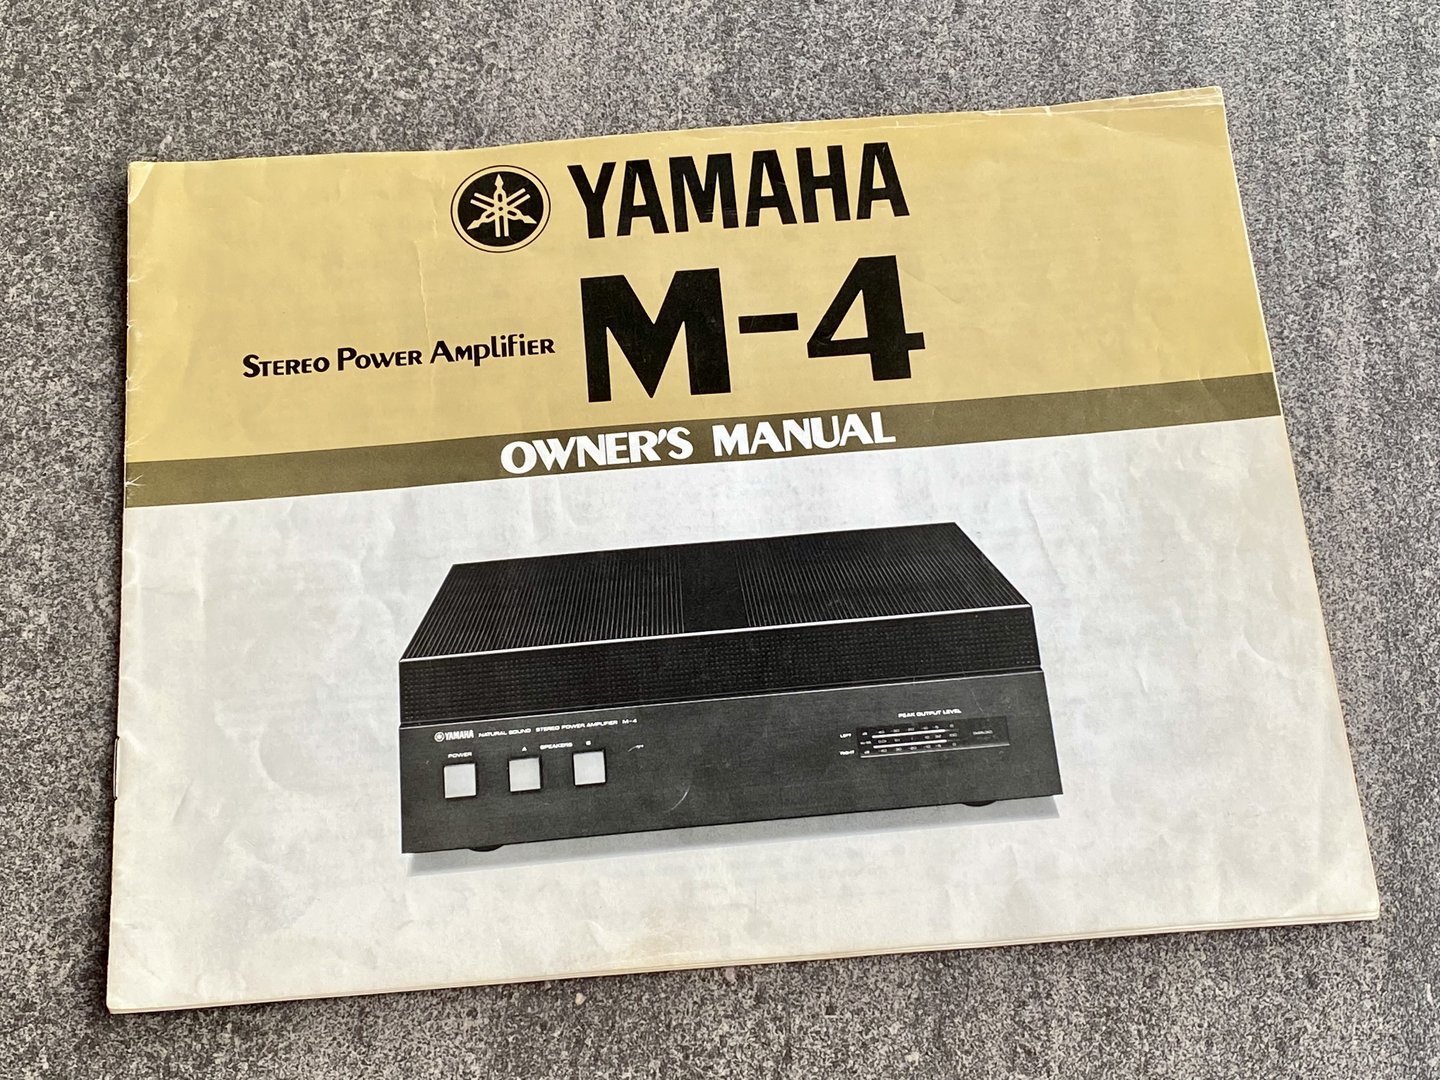 YAMAHA
STEREO POWER AMPLIFIER M-4
OWNER'S MANUAL
YAMAHA NATURAL SOUND STEREO POWER AMPLIFIER M-4
POWER
A SPEAKERS B
PEAK OUTPUT LEVEL
LEFT
RIGHT